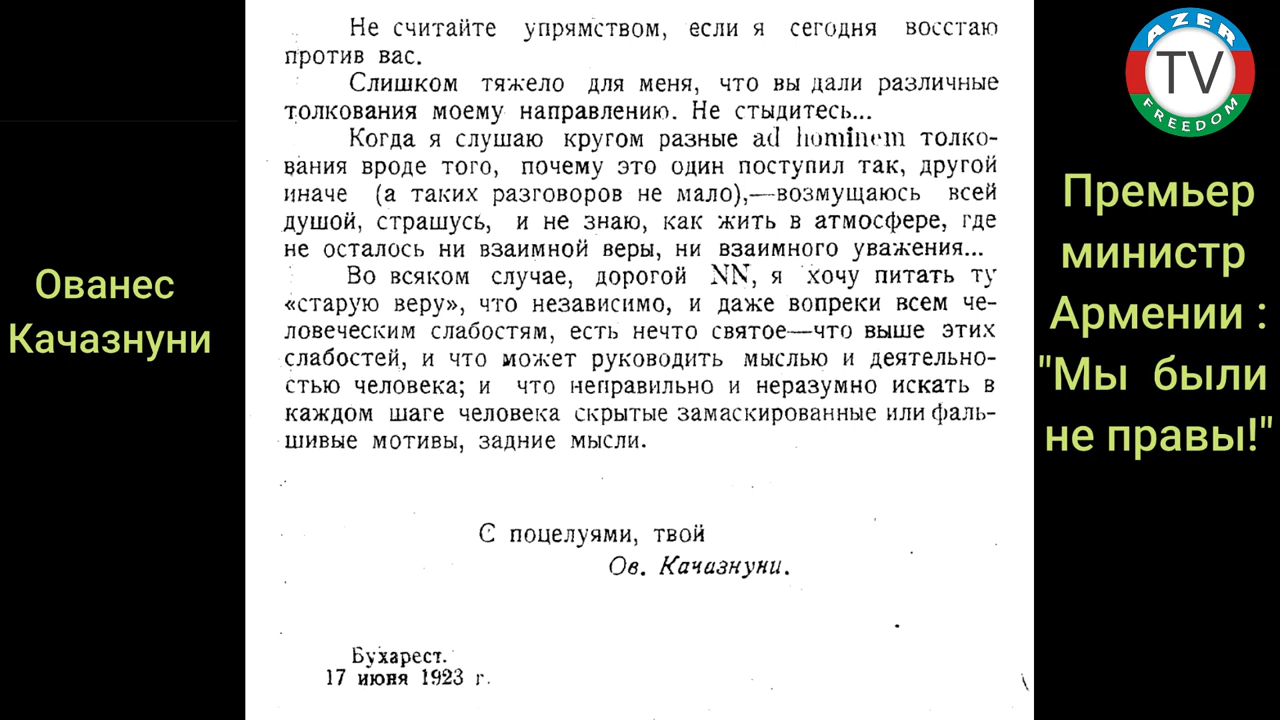 Ованес
Качазнуни
Не считайте упрямством, если я сегодня восстаю
против вас.
Слишком тяжело для меня, что вы дали различные
толкования моему направлению. Не стыдитесь...
Когда я слушаю кругом разные ad hominem толко-
вания вроде того, почему это один поступил так, другой
иначе (а таких разговоров не мало),—возмущаюсь всей
душой, страшусь, и не знаю, как жить в атмосфере, где
не осталось ни взаимной веры, ни взаимного уважения...
Во всяком случае, дорогой NN, я хочу питать ту
«старую веру», что независимо, и даже вопреки всем че-
ловеческим слабостям, есть нечто святое—что выше этих
слабостей, и что может руководить мыслью и деятельно-
стью человека; и что неправильно и неразумно искать в
каждом шаге человека скрытые замаскированные или фаль-
шивые мотивы, задние мысли.
С поцелуями, твой
Ов. Качазнуни.
Бухарест.
17 июня 1923 г.
AZER
TV
FREEDOM
Премьер
министр
Армении :
"Мы были
не правы!"